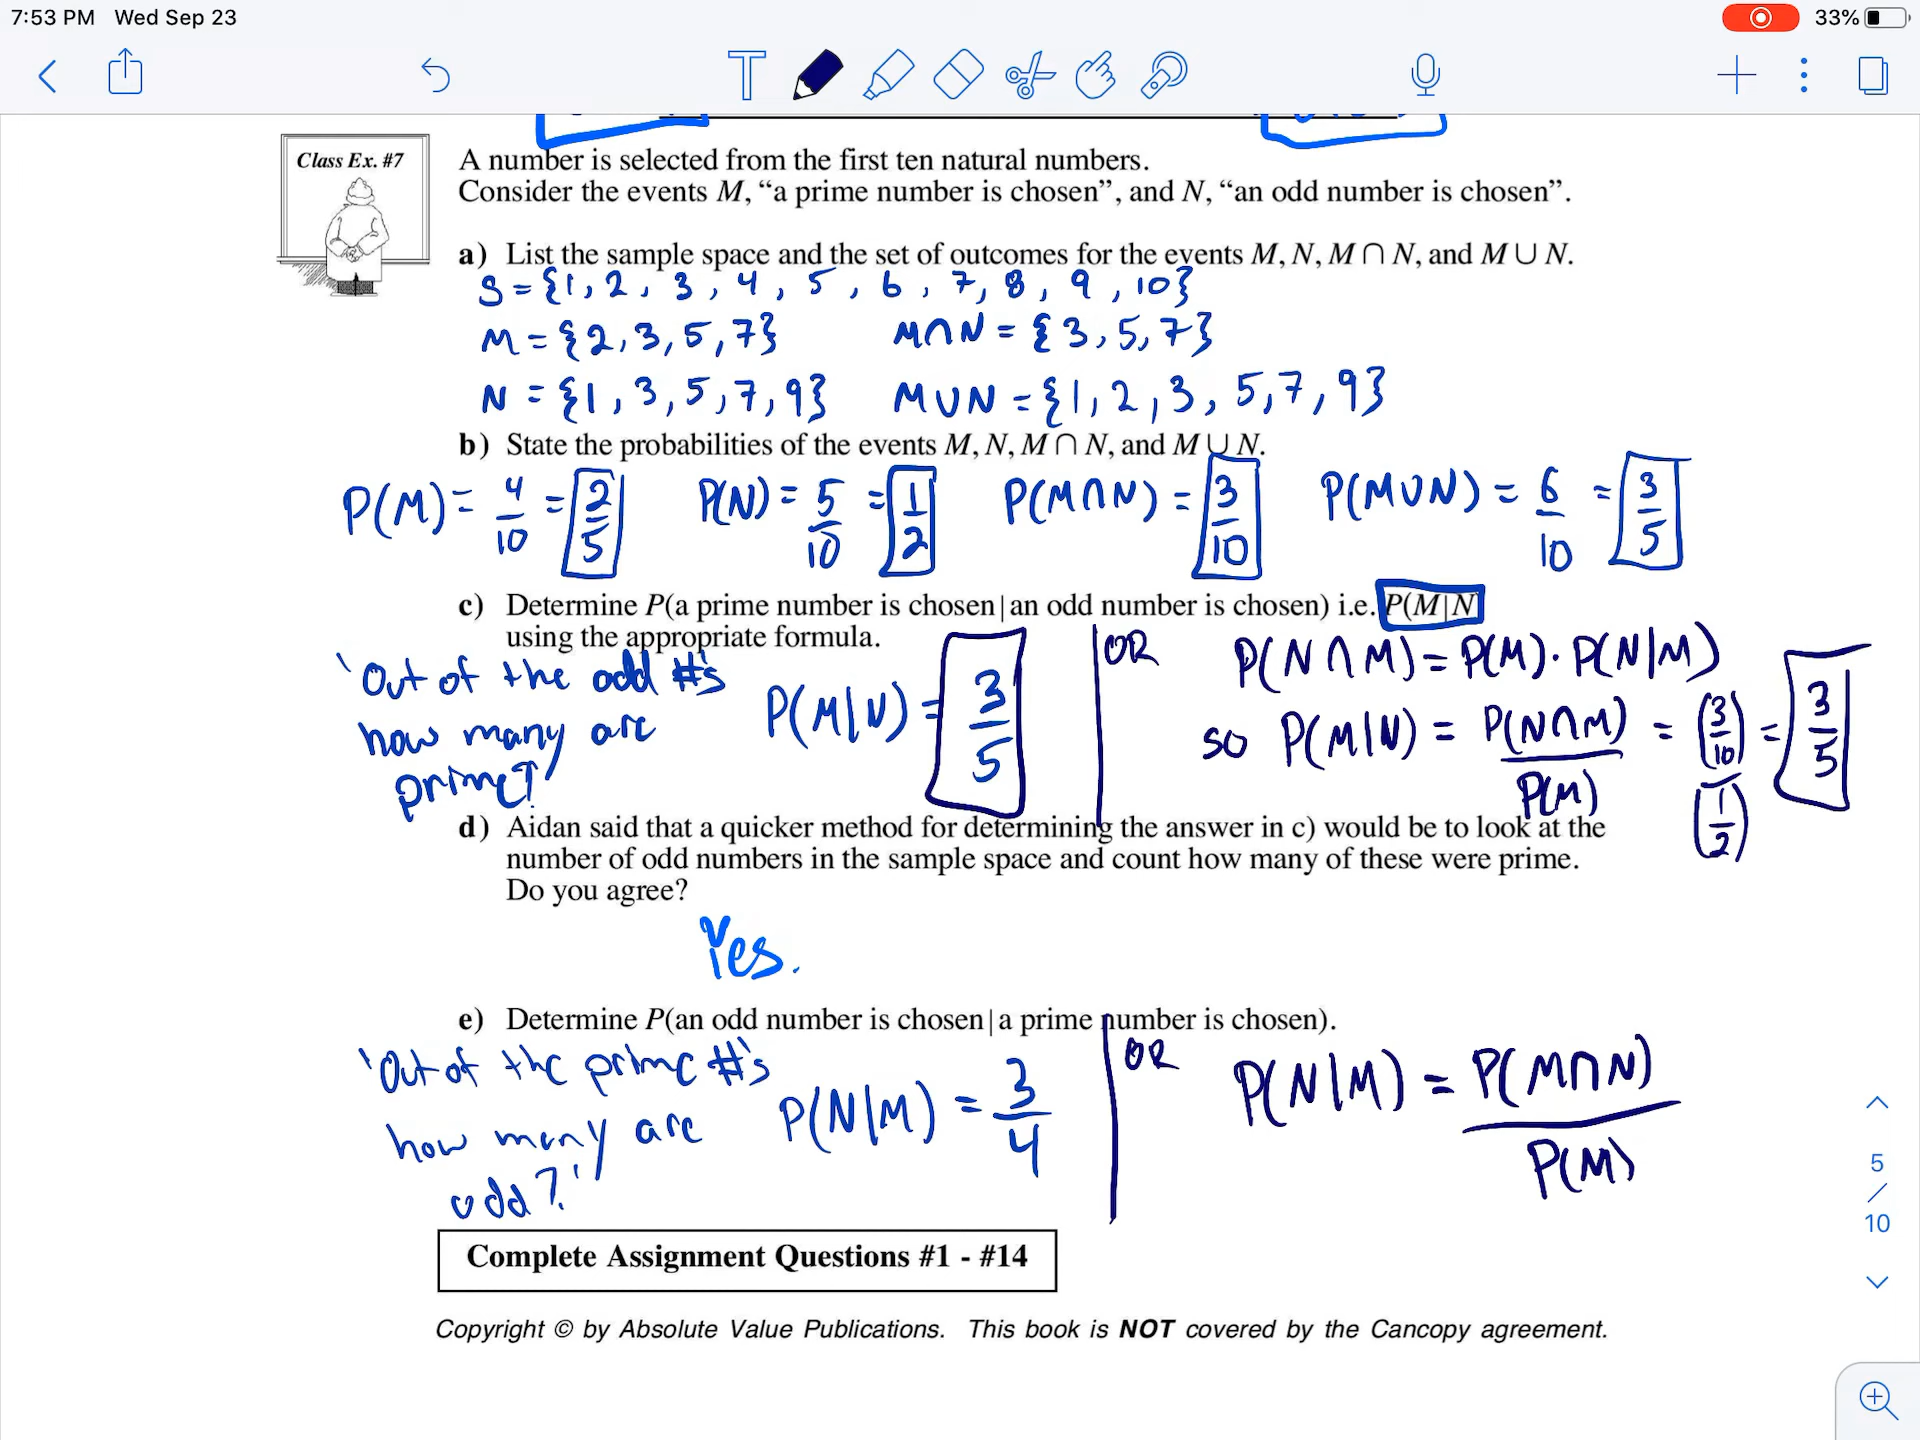 7:53 PM Wed Sep 23 33%
Class Ex. #7
A number is selected from the first ten natural numbers.
Consider the events M, “a prime number is chosen”, and N, “an odd number is chosen”.
a) List the sample space and the set of outcomes for the events M, N, M ∩ N, and M ∪ N.
S = {1, 2, 3, 4, 5, 6, 7, 8, 9, 10}
M = {2, 3, 5, 7} M∩N = {3, 5, 7}
N = {1, 3, 5, 7, 9} M∪N = {1, 2, 3, 5, 7, 9}
b) State the probabilities of the events M, N, M ∩ N, and M ∪ N.
P(M) = 4/10 = 2/5 P(N) = 5/10 = 1/2 P(M∩N) = 3/10 P(M∪N) = 6/10 = 3/5
c) Determine P(a prime number is chosen | an odd number is chosen) i.e. P(M|N)
using the appropriate formula.
'Out of the odd #'s
how many are
prime?'
P(M|N) = 3/5
OR P(N∩M) = P(M)·P(N|M)
so P(M|N) = P(N∩M)/P(M) = (3/10)/(1/2) = 3/5
d) Aidan said that a quicker method for determining the answer in c) would be to look at the
number of odd numbers in the sample space and count how many of these were prime.
Do you agree?
Yes.
e) Determine P(an odd number is chosen | a prime number is chosen).
'Out of the prime #'s
how many are
odd?'
P(N|M) = 3/4
OR P(N|M) = P(M∩N)/P(M)
Complete Assignment Questions #1 - #14
Copyright © by Absolute Value Publications. This book is NOT covered by the Cancopy agreement.
5
/
10